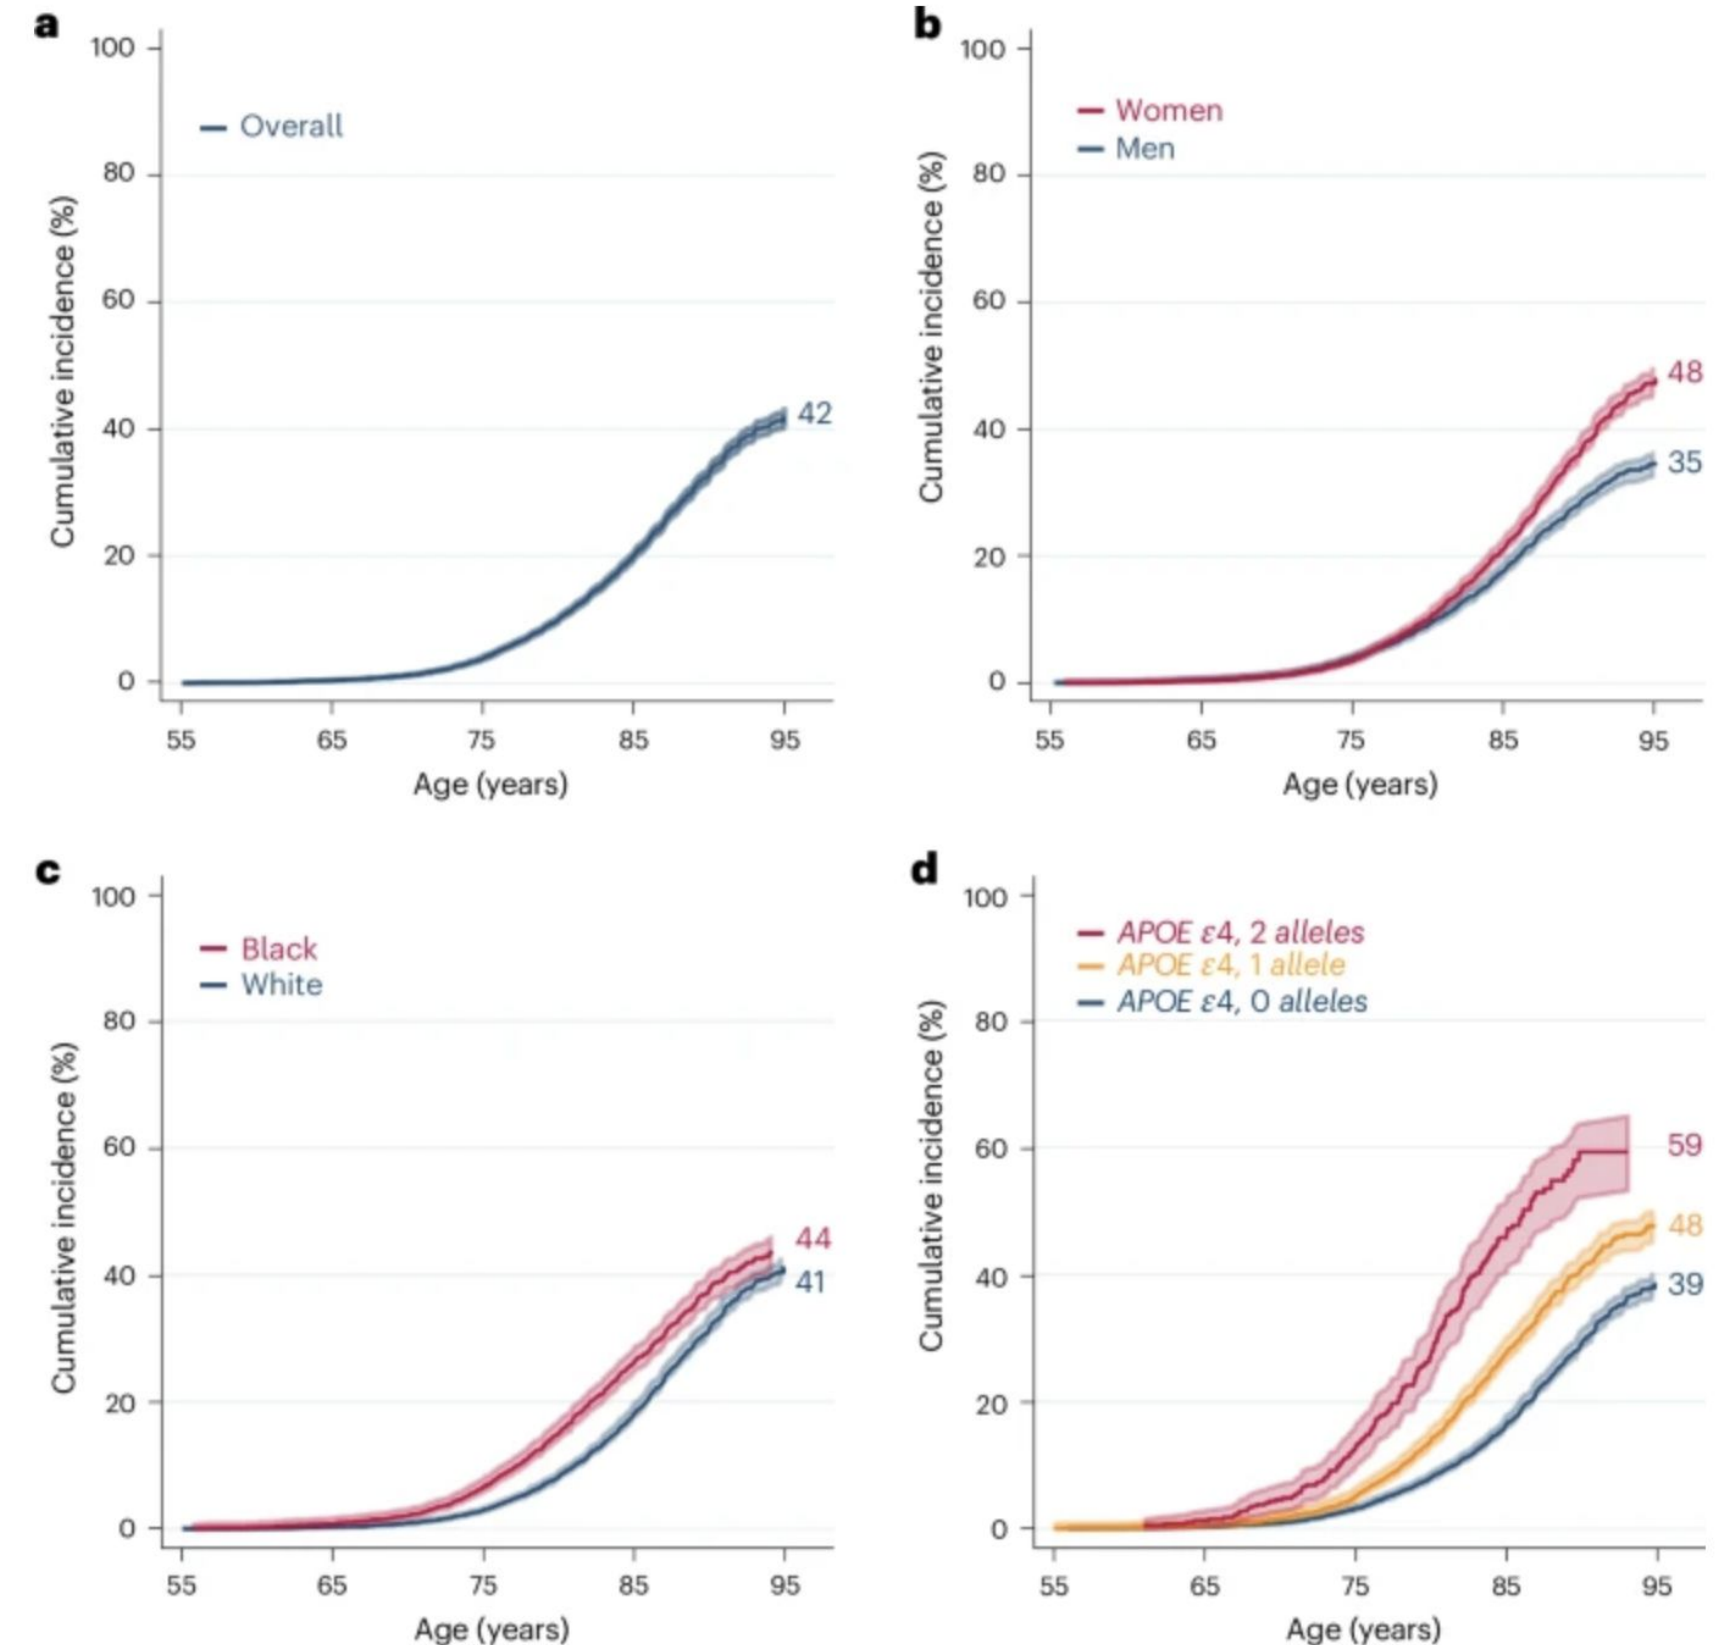 a
100
80
60
40
20
0
Cumulative incidence (%)
Overall
42
55 65 75 85 95
Age (years)
b
100
80
60
40
20
0
Cumulative incidence (%)
Women
Men
48
35
55 65 75 85 95
Age (years)
c
100
80
60
40
20
0
Cumulative incidence (%)
Black
White
44
41
55 65 75 85 95
Age (years)
d
100
80
60
40
20
0
Cumulative incidence (%)
APOE ε4, 2 alleles
APOE ε4, 1 allele
APOE ε4, 0 alleles
59
48
39
55 65 75 85 95
Age (years)